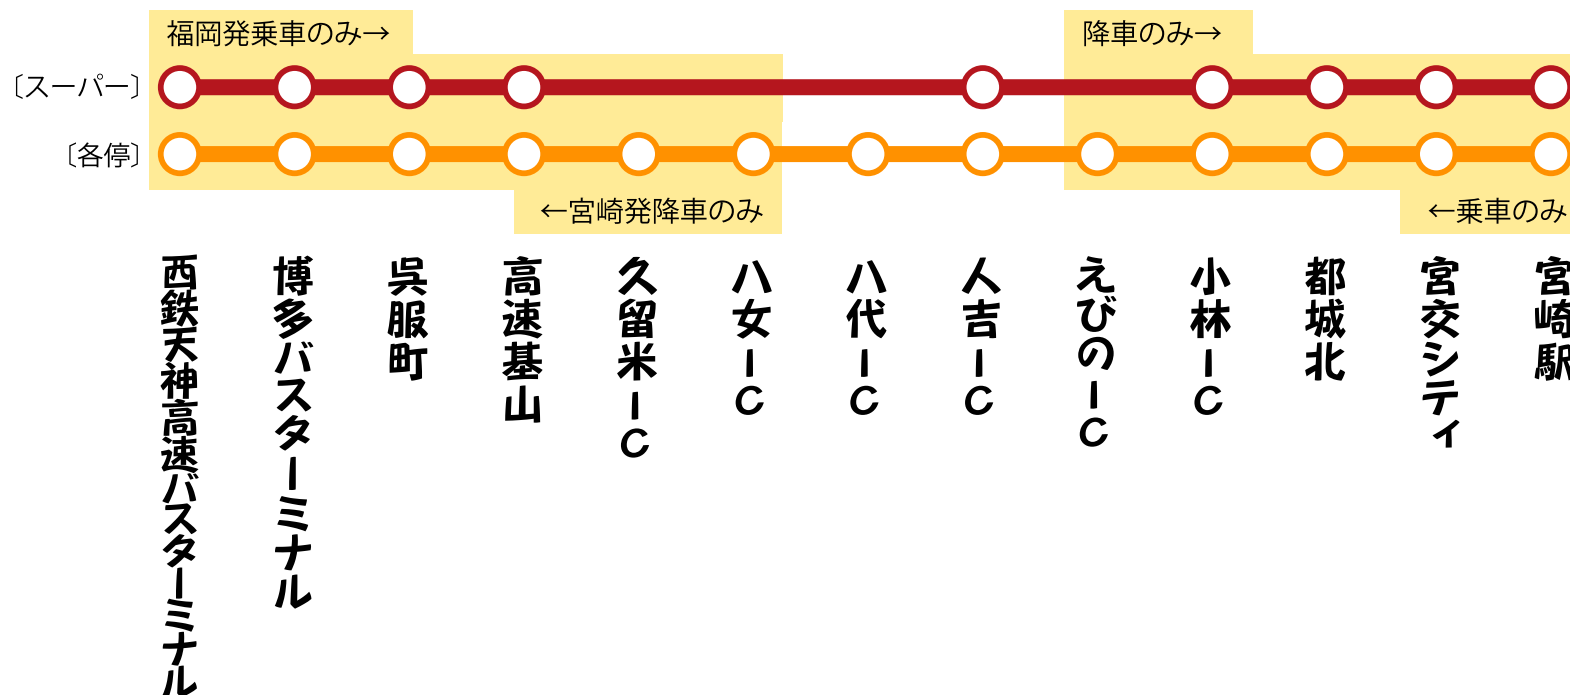 福岡発乗車のみ→
降車のみ→
〔スーパー〕
〔各停〕
←宮崎発降車のみ
←乗車のみ
西鉄天神高速バスターミナル
博多バスターミナル
呉服町
高速基山
久留米IC
八女IC
八代IC
人吉IC
えびのIC
小林IC
都城北
宮交シティ
宮崎駅